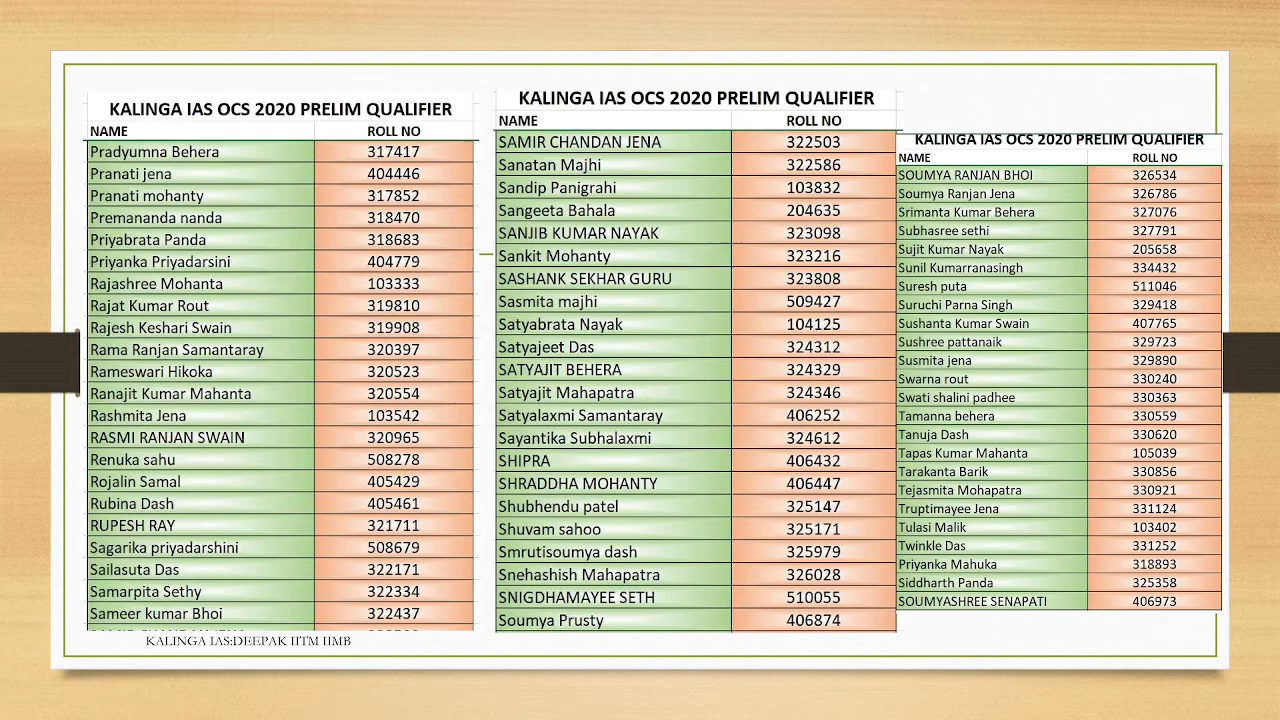 KALINGA IAS OCS 2020 PRELIM QUALIFIER
NAME ROLL NO
Pradyumna Behera 317417
Pranati jena 404446
Pranati mohanty 317852
Premananda nanda 318470
Priyabrata Panda 318683
Priyanka Priyadarsini 404779
Rajashree Mohanta 103333
Rajat Kumar Rout 319810
Rajesh Keshari Swain 319908
Rama Ranjan Samantaray 320397
Rameswari Hikoka 320523
Ranajit Kumar Mahanta 320554
Rashmita Jena 103542
RASMI RANJAN SWAIN 320965
Renuka sahu 508278
Rojalin Samal 405429
Rubina Dash 405461
RUPESH RAY 321711
Sagarika priyadarshini 508679
Sailasuta Das 322171
Samarpita Sethy 322334
Sameer kumar Bhoi 322437
KALINGA IAS:DEEPAK IITM IIMB
KALINGA IAS OCS 2020 PRELIM QUALIFIER
NAME ROLL NO
SAMIR CHANDAN JENA 322503
Sanatan Majhi 322586
Sandip Panigrahi 103832
Sangeeta Bahala 204635
SANJIB KUMAR NAYAK 323098
Sankit Mohanty 323216
SASHANK SEKHAR GURU 323808
Sasmita majhi 509427
Satyabrata Nayak 104125
Satyajeet Das 324312
SATYAJIT BEHERA 324329
Satyajit Mahapatra 324346
Satyalaxmi Samantaray 406252
Sayantika Subhalaxmi 324612
SHIPRA 406432
SHRADDHA MOHANTY 406447
Shubhendu patel 325147
Shuvam sahoo 325171
Smrutisoumya dash 325979
Snehashish Mahapatra 326028
SNIGDHAMAYEE SETH 510055
Soumya Prusty 406874
KALINGA IAS OCS 2020 PRELIM QUALIFIER
NAME ROLL NO
SOUMYA RANJAN BHOI 326534
Soumya Ranjan Jena 326786
Srimanta Kumar Behera 327076
Subhasree sethi 327791
Sujit Kumar Nayak 205658
Sunil Kumarranasingh 334432
Suresh puta 511046
Suruchi Parna Singh 329418
Sushanta Kumar Swain 407765
Sushree pattanaik 329723
Susmita jena 329890
Swarna rout 330240
Swati shalini padhee 330363
Tamanna behera 330559
Tanuja Dash 330620
Tapas Kumar Mahanta 105039
Tarakanta Barik 330856
Tejasmita Mohapatra 330921
Truptimayee Jena 331124
Tulasi Malik 103402
Twinkle Das 331252
Priyanka Mahuka 318893
Siddharth Panda 325358
SOUMYASHREE SENAPATI 406973